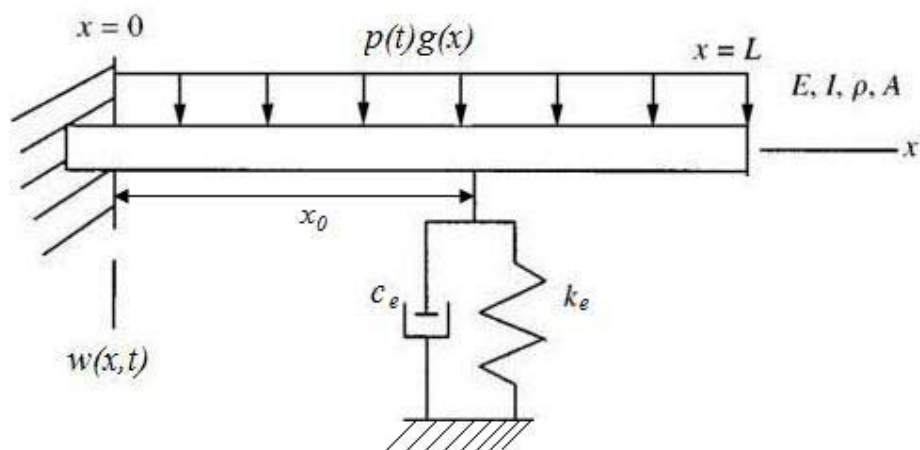 x = 0
p(t)g(x)
x = L
E, I, ρ, A
x
x₀
cₑ
kₑ
w(x,t)